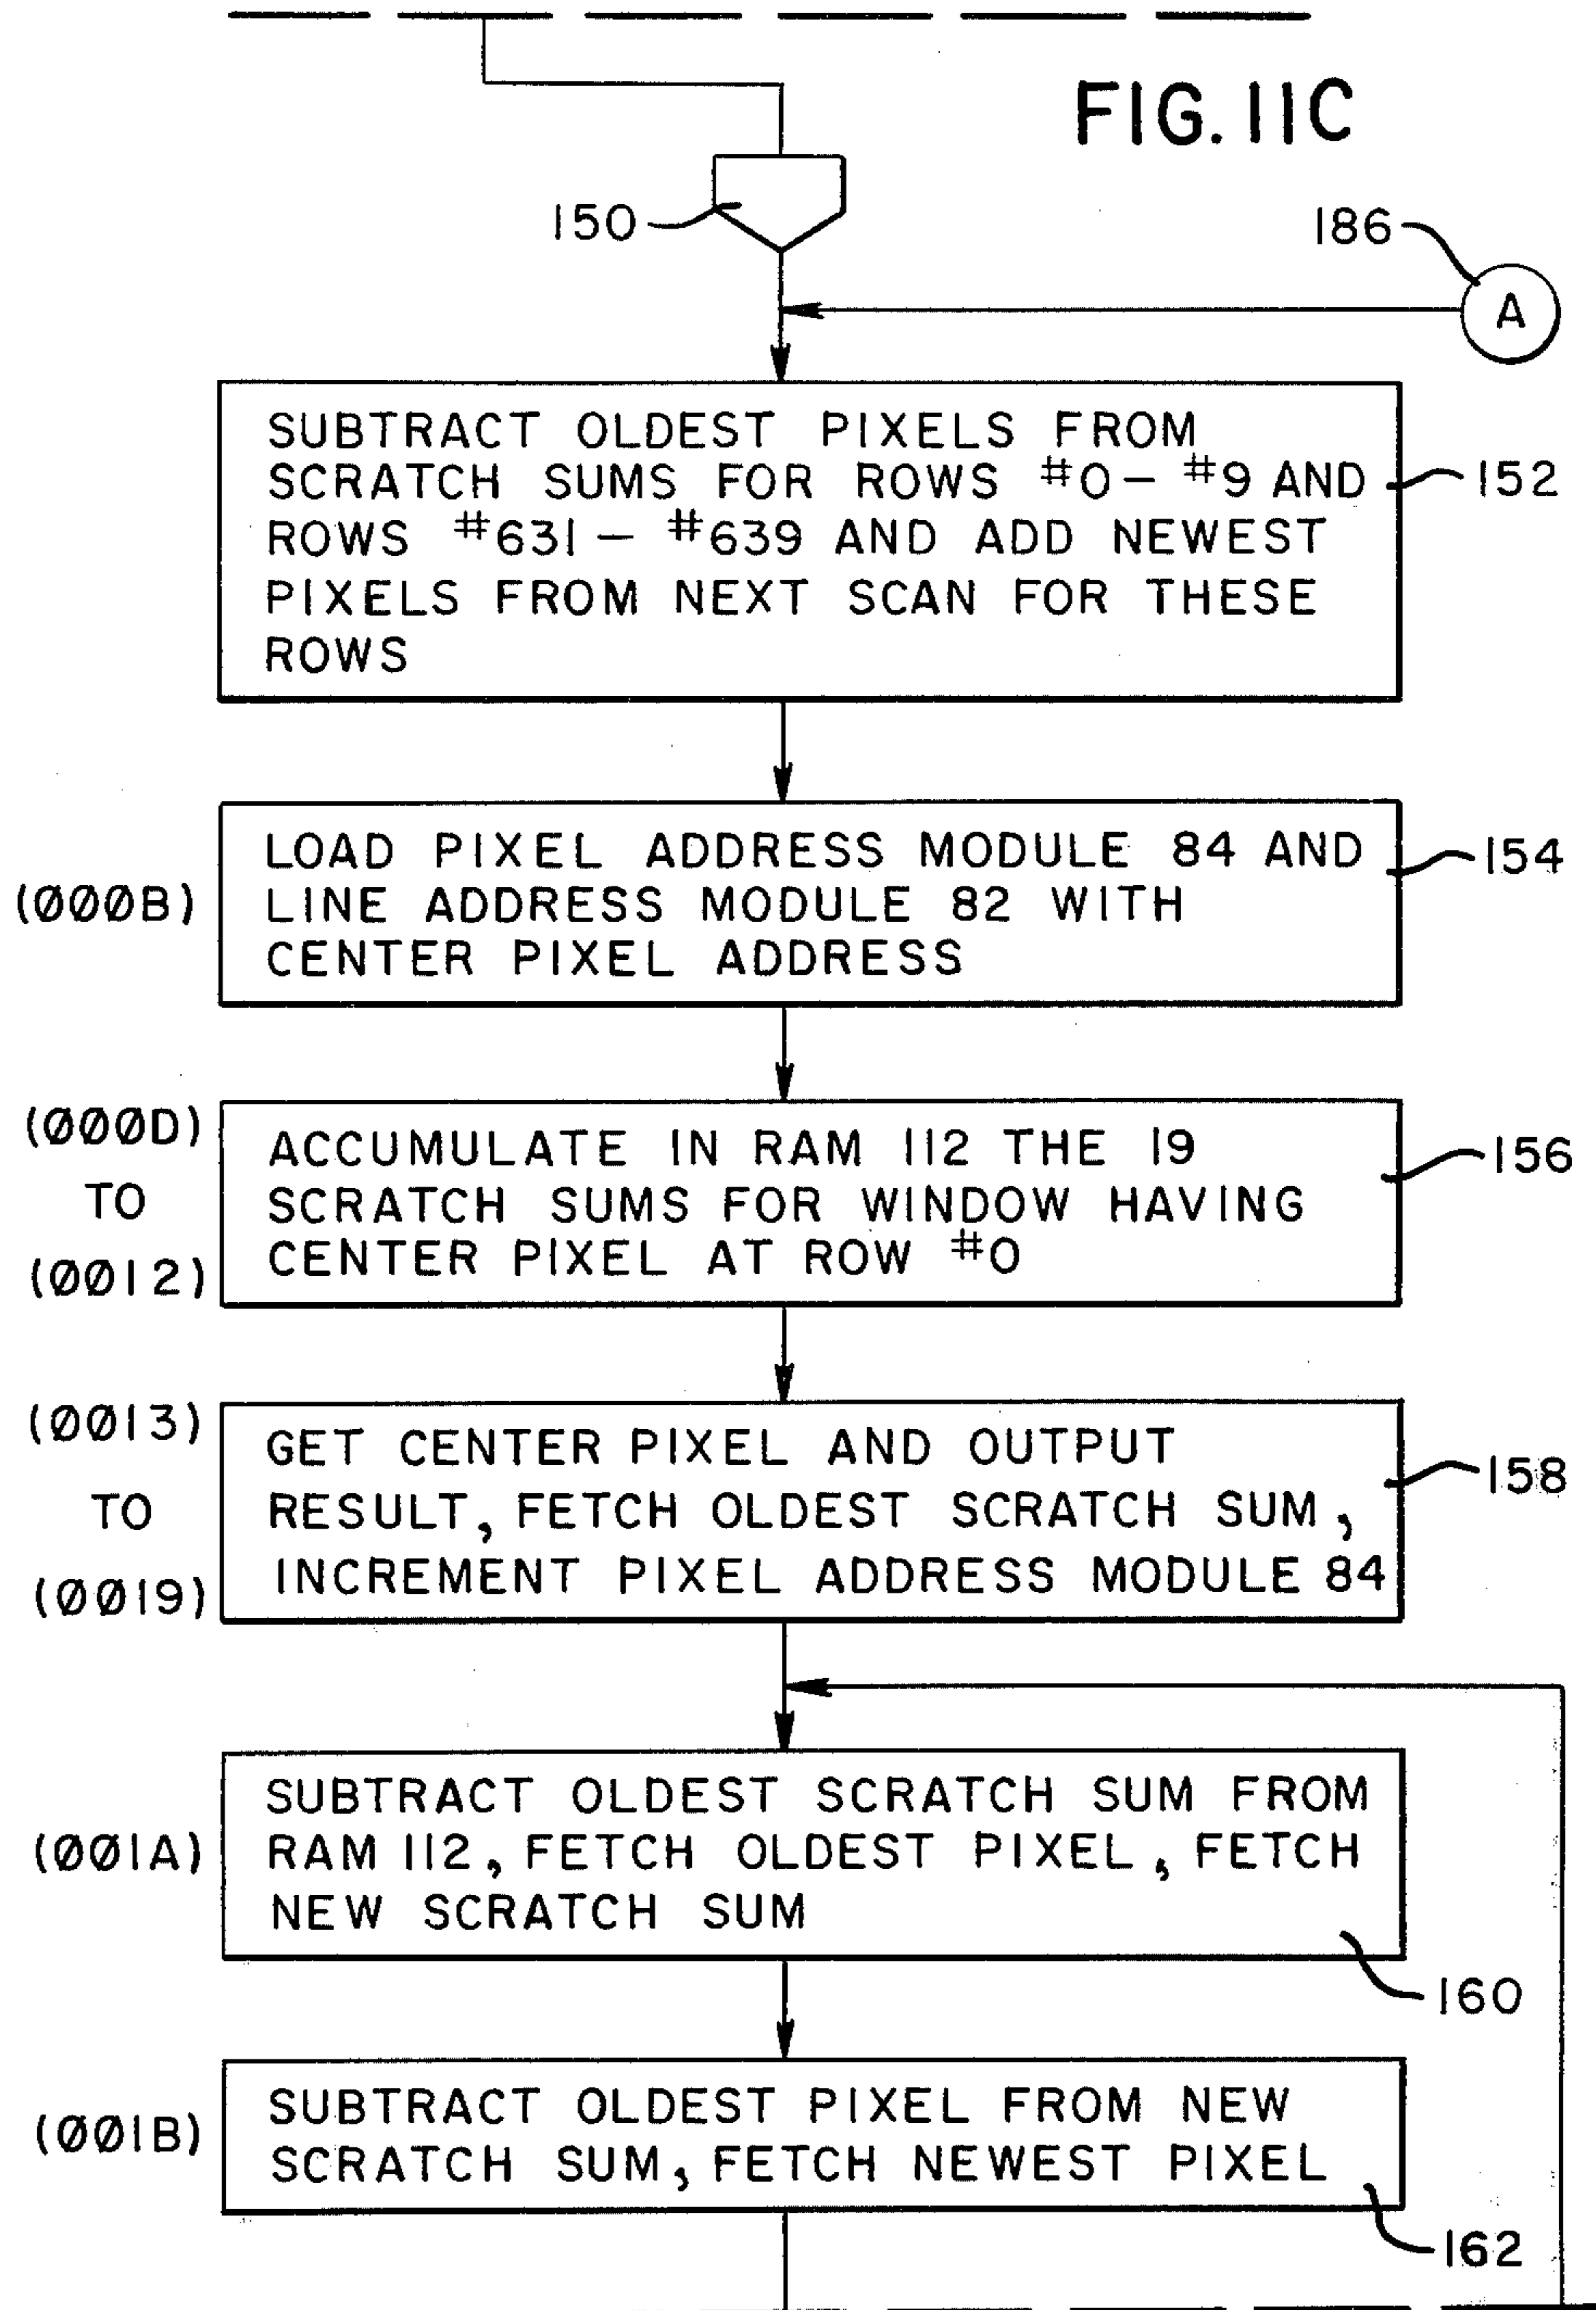 FIG. 11C
150
186
A
SUBTRACT OLDEST PIXELS FROM
SCRATCH SUMS FOR ROWS #0 - #9 AND
ROWS #631 - #639 AND ADD NEWEST
PIXELS FROM NEXT SCAN FOR THESE
ROWS
152
(ØØØB)
LOAD PIXEL ADDRESS MODULE 84 AND
LINE ADDRESS MODULE 82 WITH
CENTER PIXEL ADDRESS
154
(ØØØD)
TO
(ØØ12)
ACCUMULATE IN RAM 112 THE 19
SCRATCH SUMS FOR WINDOW HAVING
CENTER PIXEL AT ROW #0
156
(ØØ13)
TO
(ØØ19)
GET CENTER PIXEL AND OUTPUT
RESULT, FETCH OLDEST SCRATCH SUM,
INCREMENT PIXEL ADDRESS MODULE 84
158
(ØØ1A)
SUBTRACT OLDEST SCRATCH SUM FROM
RAM 112, FETCH OLDEST PIXEL, FETCH
NEW SCRATCH SUM
160
(ØØ1B)
SUBTRACT OLDEST PIXEL FROM NEW
SCRATCH SUM, FETCH NEWEST PIXEL
162